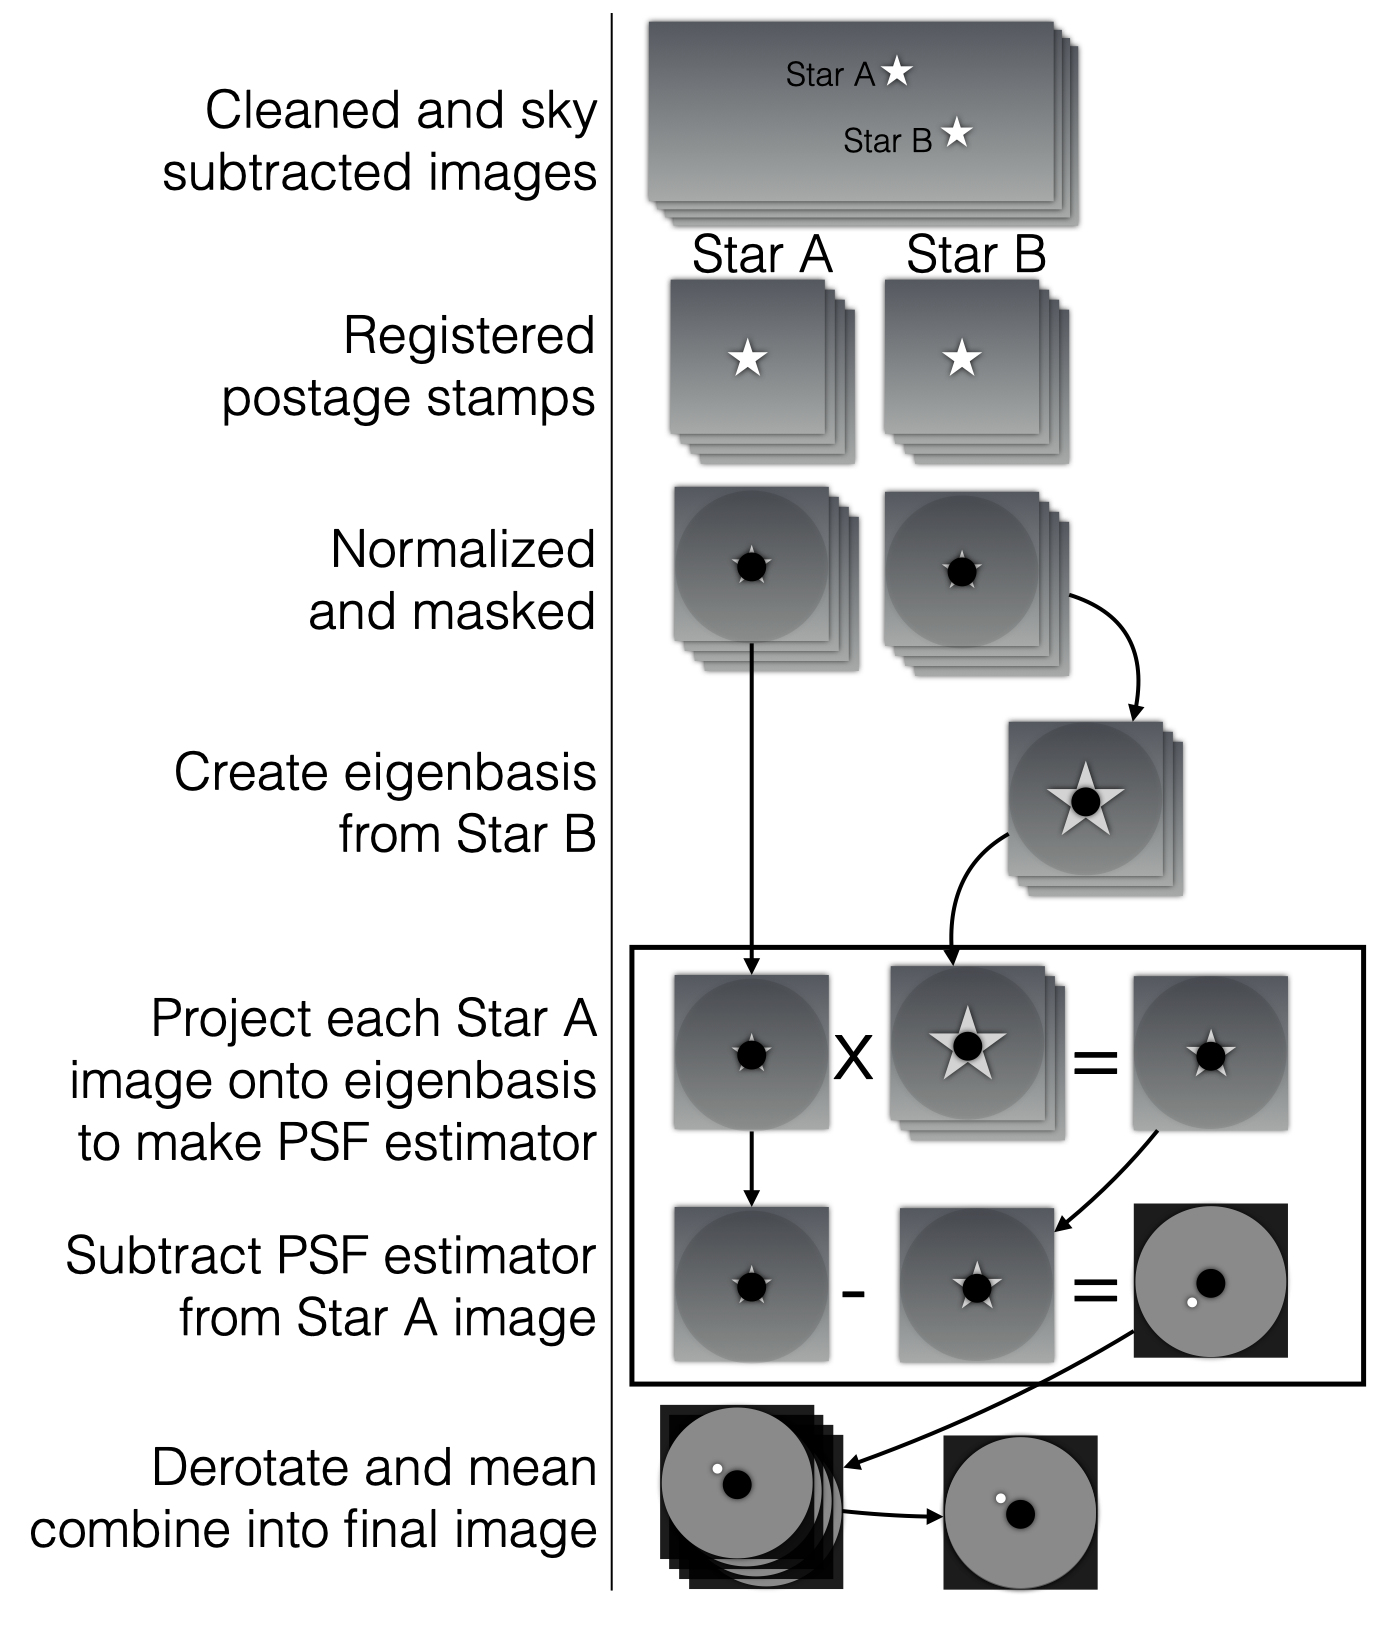 Cleaned and sky
subtracted images
Star A
Star B
Star A Star B
Registered
postage stamps
Normalized
and masked
Create eigenbasis
from Star B
Project each Star A
image onto eigenbasis
to make PSF estimator
X =
Subtract PSF estimator
from Star A image
- =
Derotate and mean
combine into final image